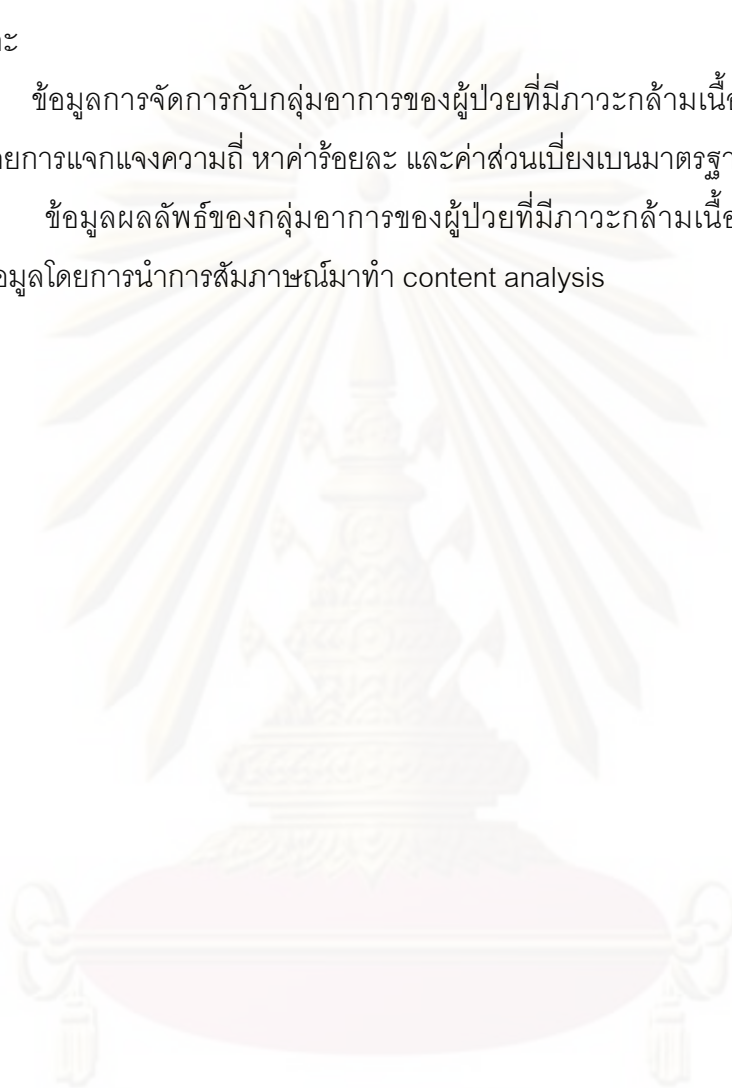 ละ
ข้อมูลการจัดการกับกลุ่มอาการของผู้ป่วยที่มีภาวะกล้ามเนื้อ
ยการแจกแจงความถี่ หาค่าร้อยละ และค่าส่วนเบี่ยงเบนมาตรฐา
ข้อมูลผลลัพธ์ของกลุ่มอาการของผู้ป่วยที่มีภาวะกล้ามเนื้อ
อมูลโดยการนำการสัมภาษณ์มาทำ content analysis